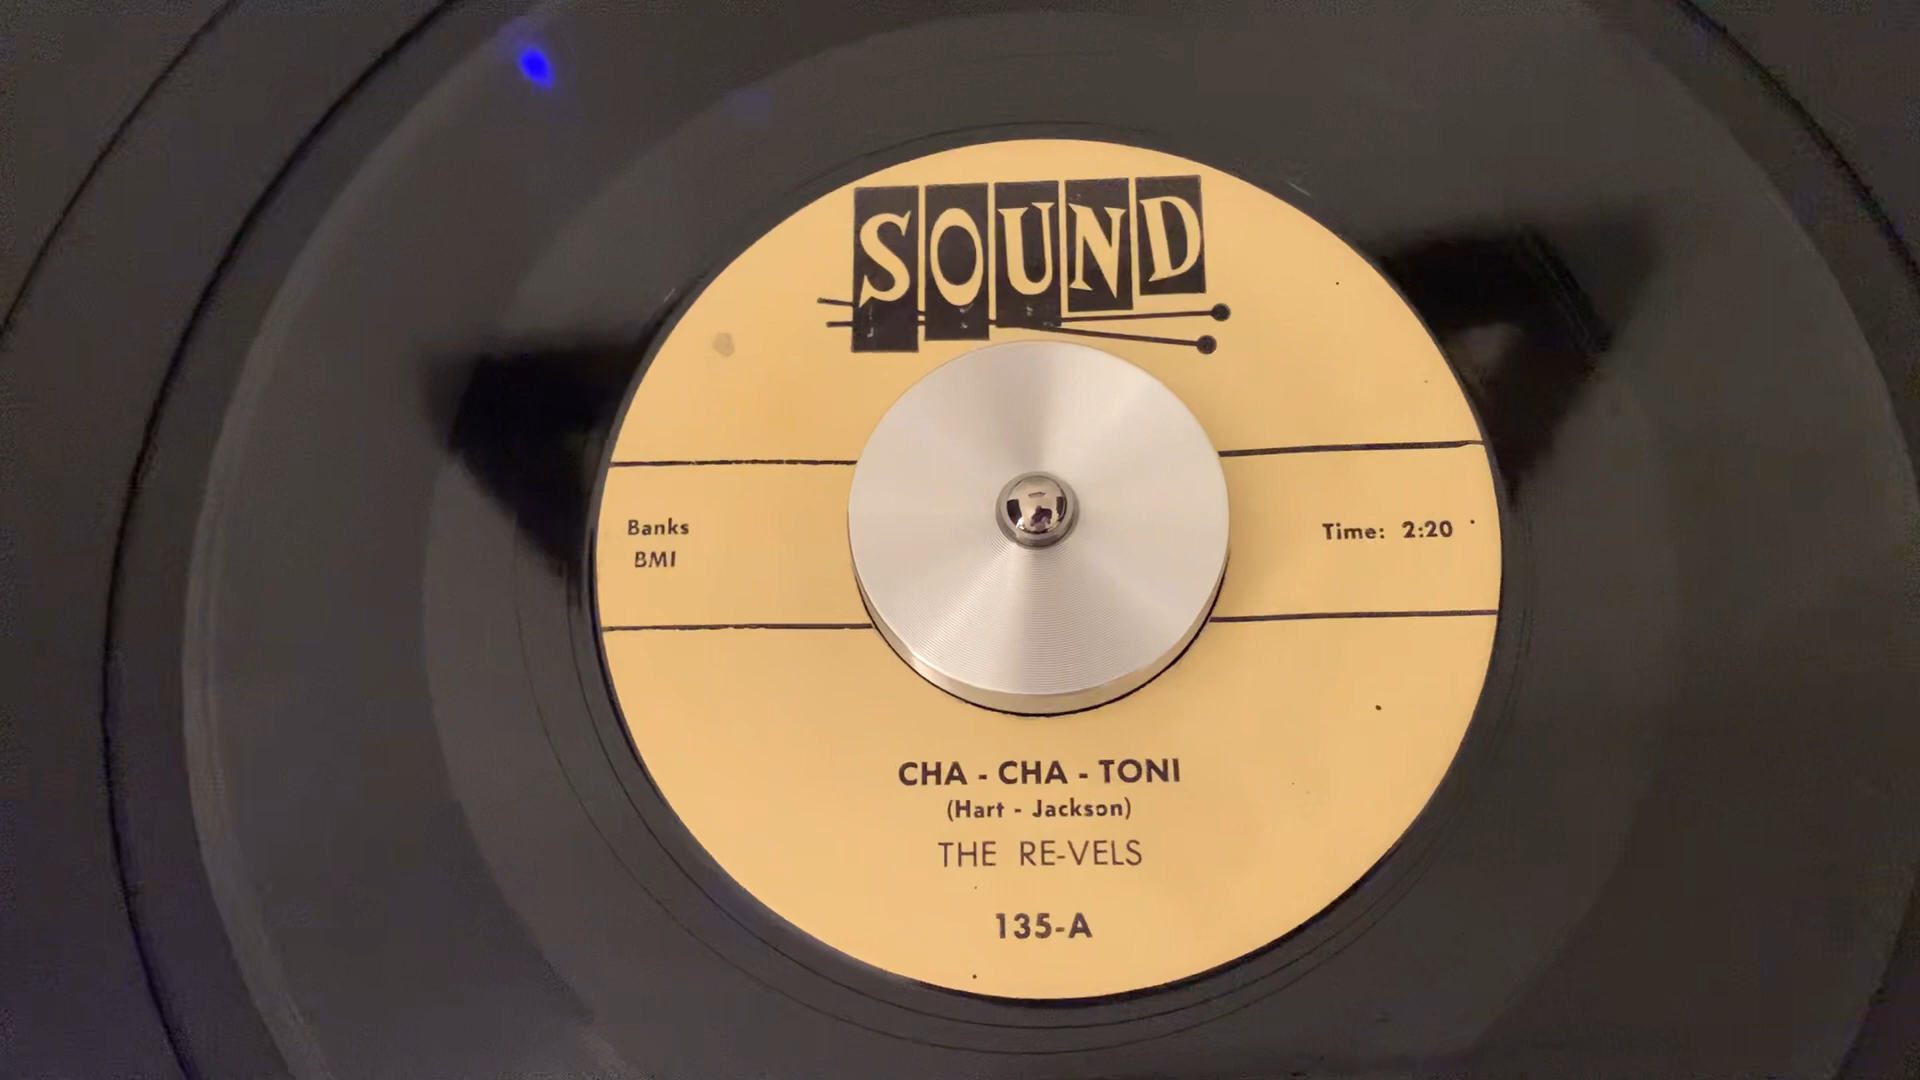 SOUND
Banks
BMI
Time: 2:20
CHA - CHA - TONI
(Hart - Jackson)
THE RE-VELS
135-A